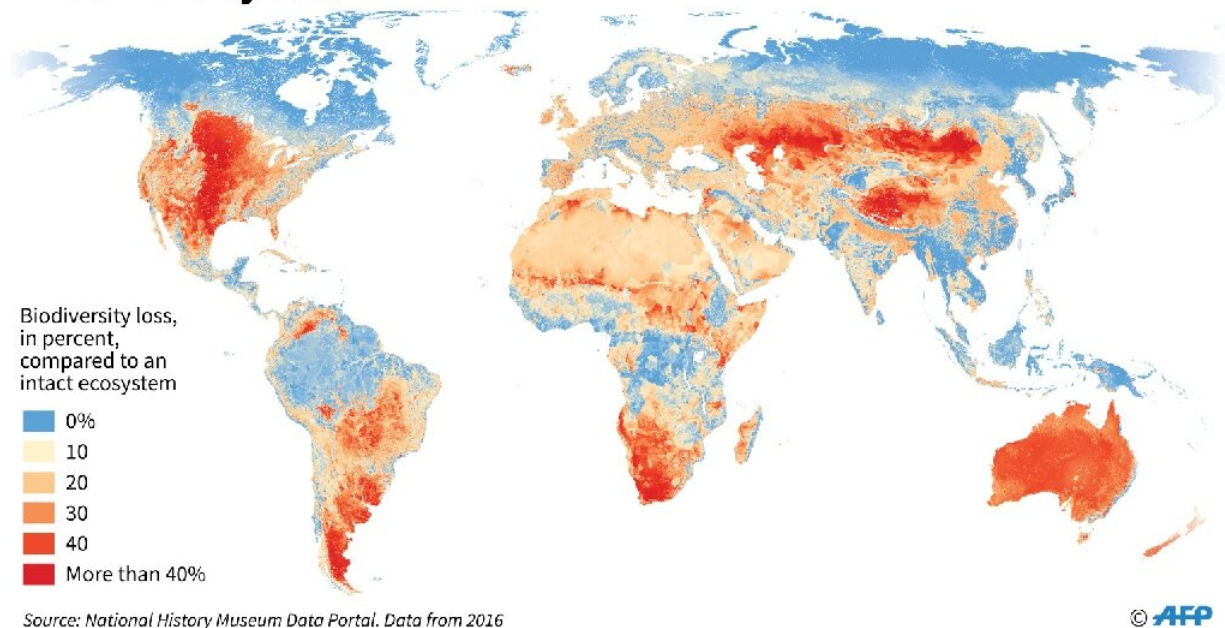 Biodiversity loss,
in percent,
compared to an
intact ecosystem
0%
10
20
30
40
More than 40%
Source: National History Museum Data Portal. Data from 2016
© AFP